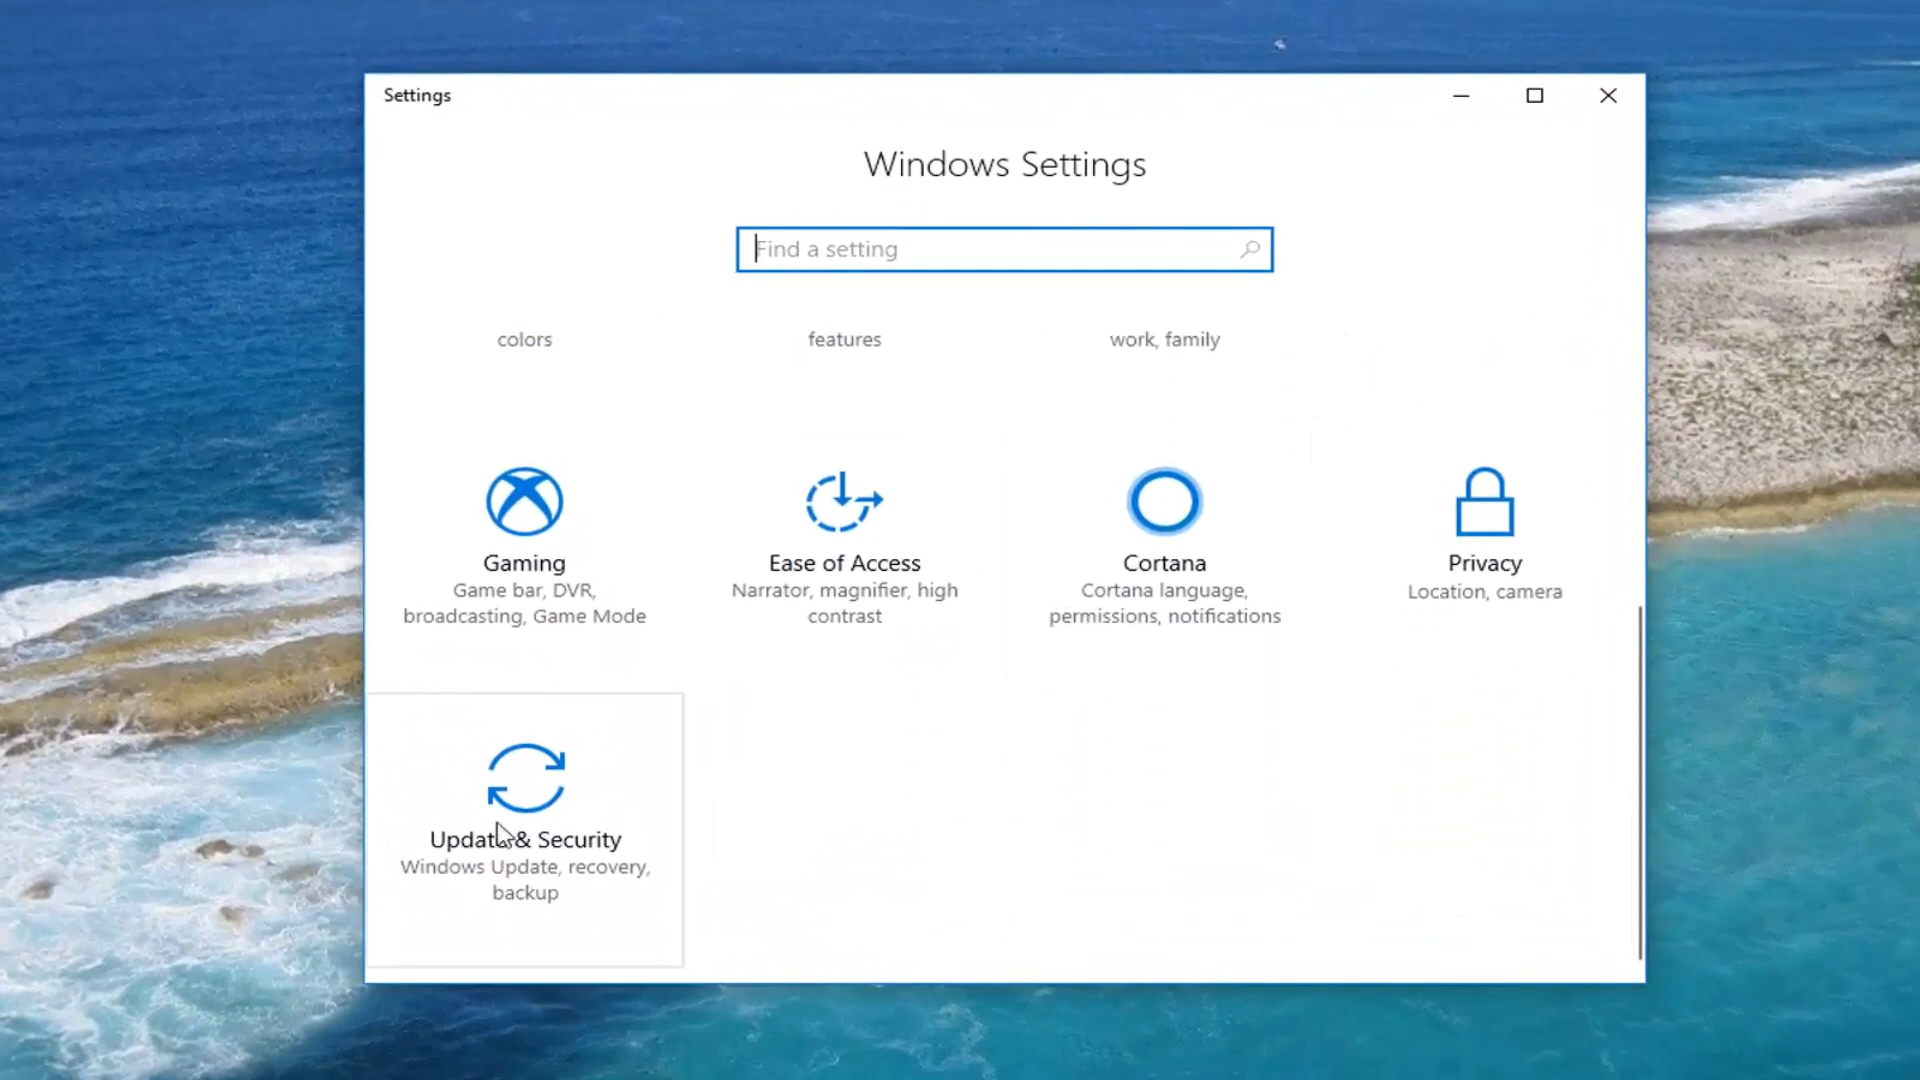 Settings
Windows Settings
Find a setting
colors
features
work, family
Gaming
Game bar, DVR,
broadcasting, Game Mode
Ease of Access
Narrator, magnifier, high
contrast
Cortana
Cortana language,
permissions, notifications
Privacy
Location, camera
Update & Security
Windows Update, recovery,
backup